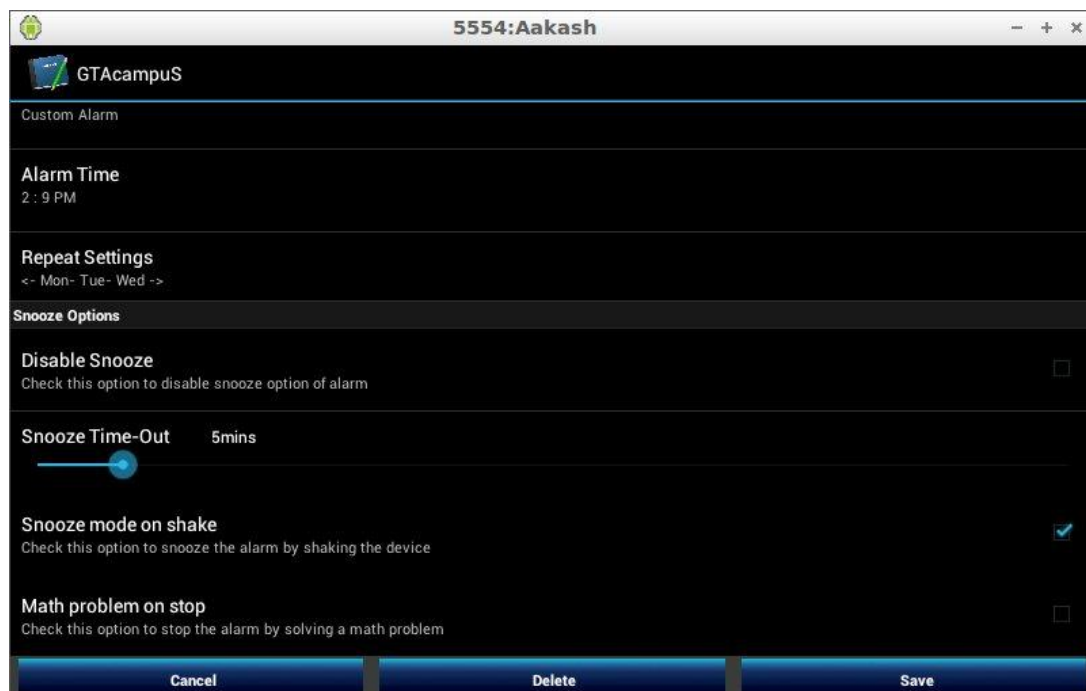 5554:Aakash
GTAcampuS
Custom Alarm
Alarm Time
2 : 9 PM
Repeat Settings
<- Mon- Tue- Wed ->
Snooze Options
Disable Snooze
Check this option to disable snooze option of alarm
Snooze Time-Out 5mins
Snooze mode on shake
Check this option to snooze the alarm by shaking the device
Math problem on stop
Check this option to stop the alarm by solving a math problem
Cancel Delete Save